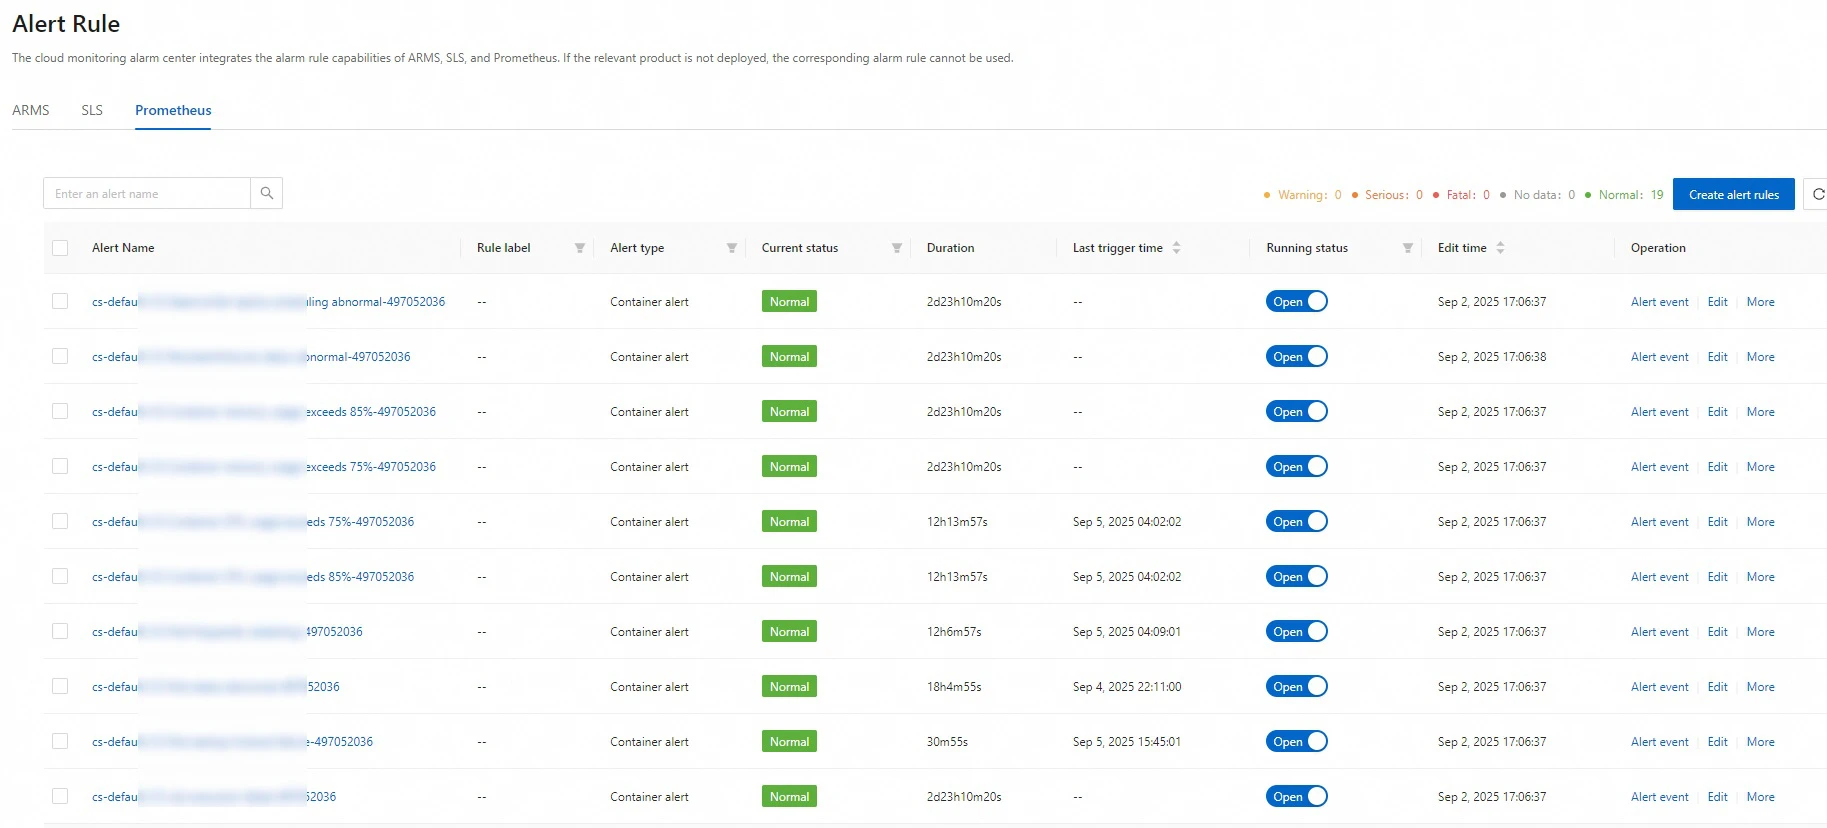 Alert Rule
The cloud monitoring alarm center integrates the alarm rule capabilities of ARMS, SLS, and Prometheus. If the relevant product is not deployed, the corresponding alarm rule cannot be used.
ARMS SLS Prometheus
Enter an alert name Warning: 0 Serious: 0 Fatal: 0 No data: 0 Normal: 19 Create alert rules
Alert Name Rule label Alert type Current status Duration Last trigger time Running status Edit time Operation
cs-defau uling abnormal-497052036 -- Container alert Normal 2d23h10m20s -- Open Sep 2, 2025 17:06:37 Alert event Edit More
cs-defau bnormal-497052036 -- Container alert Normal 2d23h10m20s -- Open Sep 2, 2025 17:06:38 Alert event Edit More
cs-defau exceeds 85%-497052036 -- Container alert Normal 2d23h10m20s -- Open Sep 2, 2025 17:06:37 Alert event Edit More
cs-defau exceeds 75%-497052036 -- Container alert Normal 2d23h10m20s -- Open Sep 2, 2025 17:06:37 Alert event Edit More
cs-defau eds 75%-497052036 -- Container alert Normal 12h13m57s Sep 5, 2025 04:02:02 Open Sep 2, 2025 17:06:37 Alert event Edit More
cs-defau eds 85%-497052036 -- Container alert Normal 12h13m57s Sep 5, 2025 04:02:02 Open Sep 2, 2025 17:06:37 Alert event Edit More
cs-defau 497052036 -- Container alert Normal 12h6m57s Sep 5, 2025 04:09:01 Open Sep 2, 2025 17:06:37 Alert event Edit More
cs-defau 52036 -- Container alert Normal 18h4m55s Sep 4, 2025 22:11:00 Open Sep 2, 2025 17:06:37 Alert event Edit More
cs-defau e-497052036 -- Container alert Normal 30m55s Sep 5, 2025 15:45:01 Open Sep 2, 2025 17:06:37 Alert event Edit More
cs-defau 52036 -- Container alert Normal 2d23h10m20s -- Open Sep 2, 2025 17:06:37 Alert event Edit More